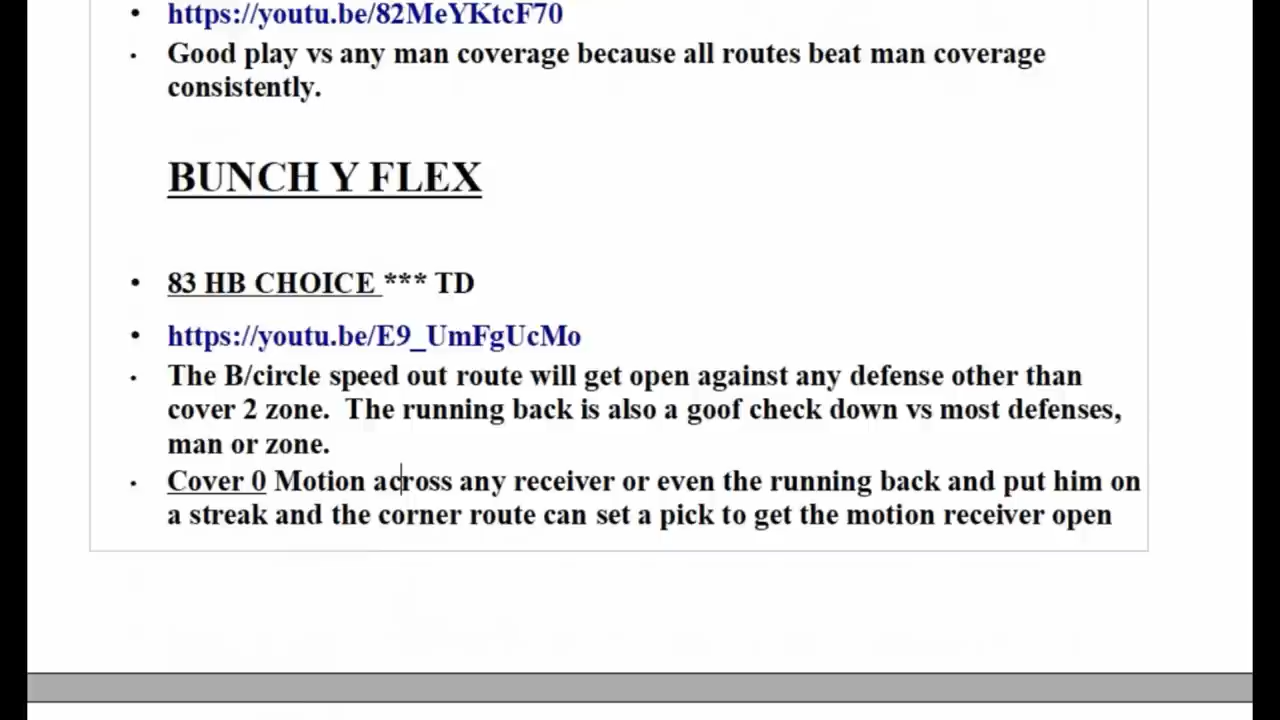 https://youtu.be/82MeYKtcF70
Good play vs any man coverage because all routes beat man coverage
consistently.
BUNCH Y FLEX
83 HB CHOICE *** TD
https://youtu.be/E9_UmFgUcMo
The B/circle speed out route will get open against any defense other than
cover 2 zone.  The running back is also a goof check down vs most defenses,
man or zone.
Cover 0 Motion across any receiver or even the running back and put him on
a streak and the corner route can set a pick to get the motion receiver open